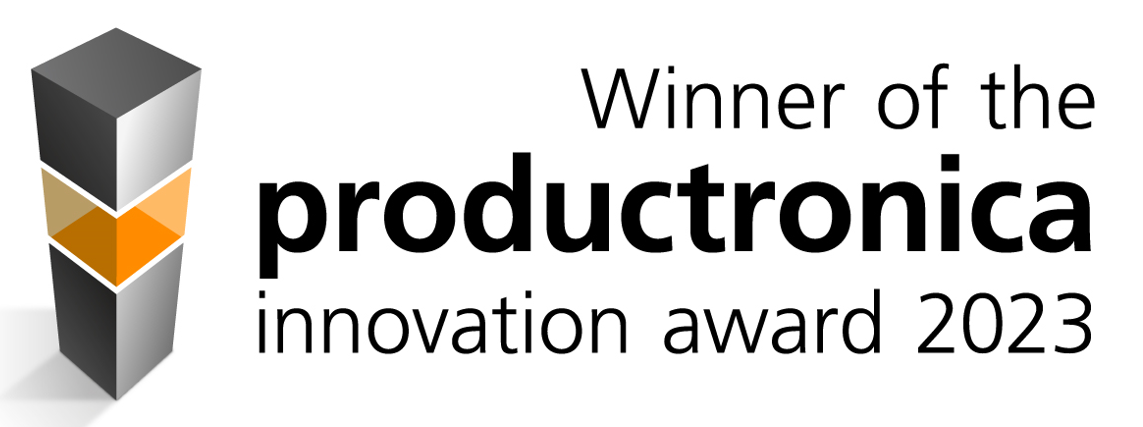 Winner of the
productronica
innovation award 2023